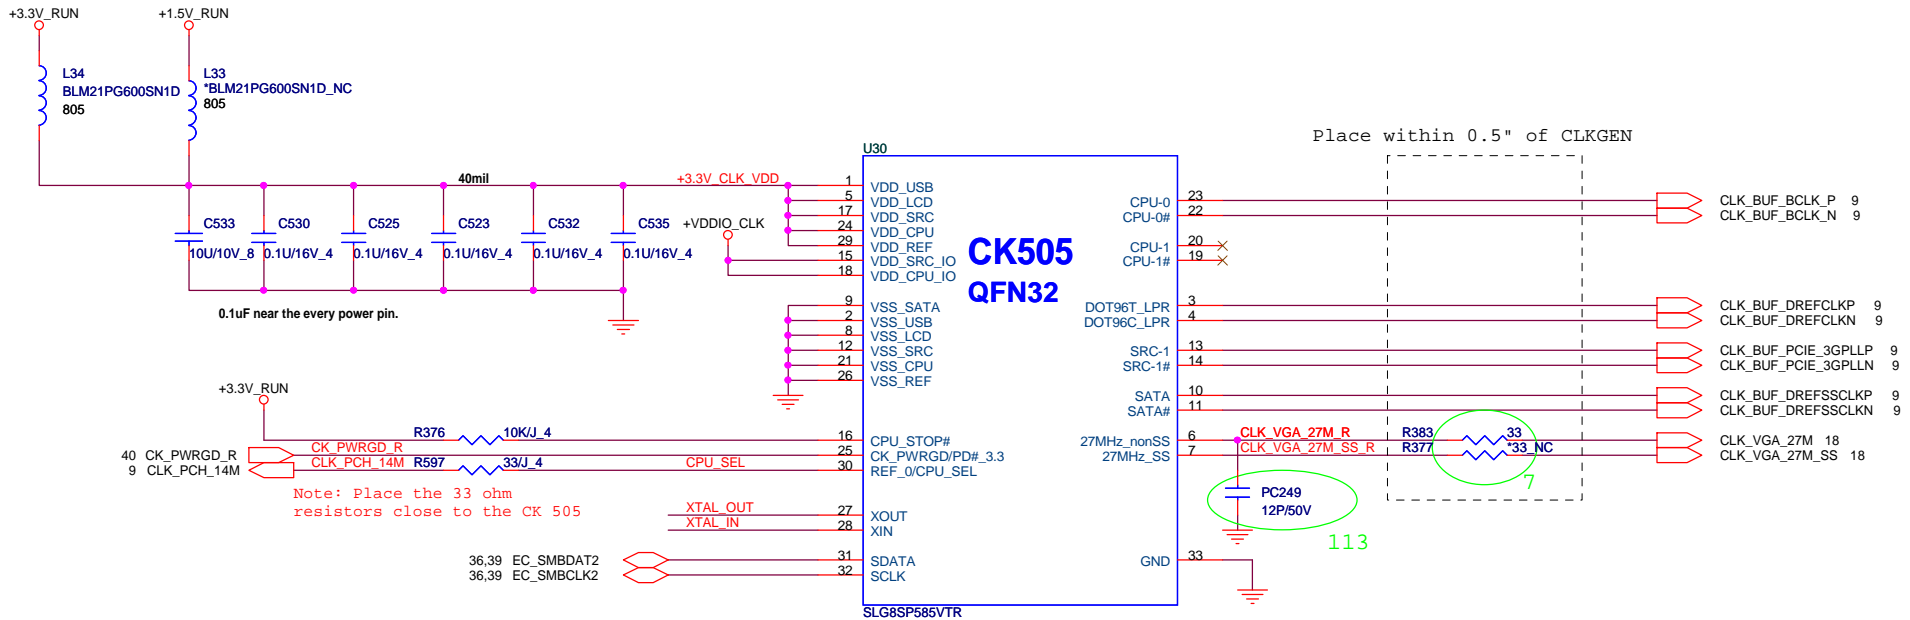 +3.3V_RUN
+1.5V_RUN
L34
BLM21PG600SN1D
805
L33
*BLM21PG600SN1D_NC
805
40mil
+3.3V_CLK_VDD
C533
10U/10V_8
C530
0.1U/16V_4
C525
0.1U/16V_4
C523
0.1U/16V_4
C532
0.1U/16V_4
C535
0.1U/16V_4
+VDDIO_CLK
0.1uF near the every power pin.
+3.3V_RUN
R376 10K/J_4
40 CK_PWRGD_R
CK_PWRGD_R
9 CLK_PCH_14M
CLK_PCH_14M R597 33/J_4 CPU_SEL
Note: Place the 33 ohm
resistors close to the CK 505
XTAL_OUT
XTAL_IN
36,39 EC_SMBDAT2
36,39 EC_SMBCLK2
U30
CK505
QFN32
1 VDD_USB
5 VDD_LCD
17 VDD_SRC
24 VDD_CPU
29 VDD_REF
15 VDD_SRC_IO
18 VDD_CPU_IO
9 VSS_SATA
2 VSS_USB
8 VSS_LCD
12 VSS_SRC
21 VSS_CPU
26 VSS_REF
16 CPU_STOP#
25 CK_PWRGD/PD#_3.3
30 REF_0/CPU_SEL
27 XOUT
28 XIN
31 SDATA
32 SCLK
SLG8SP585VTR
CPU-0 23
CPU-0# 22
CPU-1 20
CPU-1# 19
DOT96T_LPR 3
DOT96C_LPR 4
SRC-1 13
SRC-1# 14
SATA 10
SATA# 11
27MHz_nonSS 6
27MHz_SS 7
GND 33
Place within 0.5" of CLKGEN
CLK_BUF_BCLK_P 9
CLK_BUF_BCLK_N 9
CLK_BUF_DREFCLKP 9
CLK_BUF_DREFCLKN 9
CLK_BUF_PCIE_3GPLLP 9
CLK_BUF_PCIE_3GPLLN 9
CLK_BUF_DREFSSCLKP 9
CLK_BUF_DREFSSCLKN 9
CLK_VGA_27M_R R383 33 CLK_VGA_27M 18
CLK_VGA_27M_SS_R R377 *33_NC CLK_VGA_27M_SS 18
7
PC249
12P/50V
113